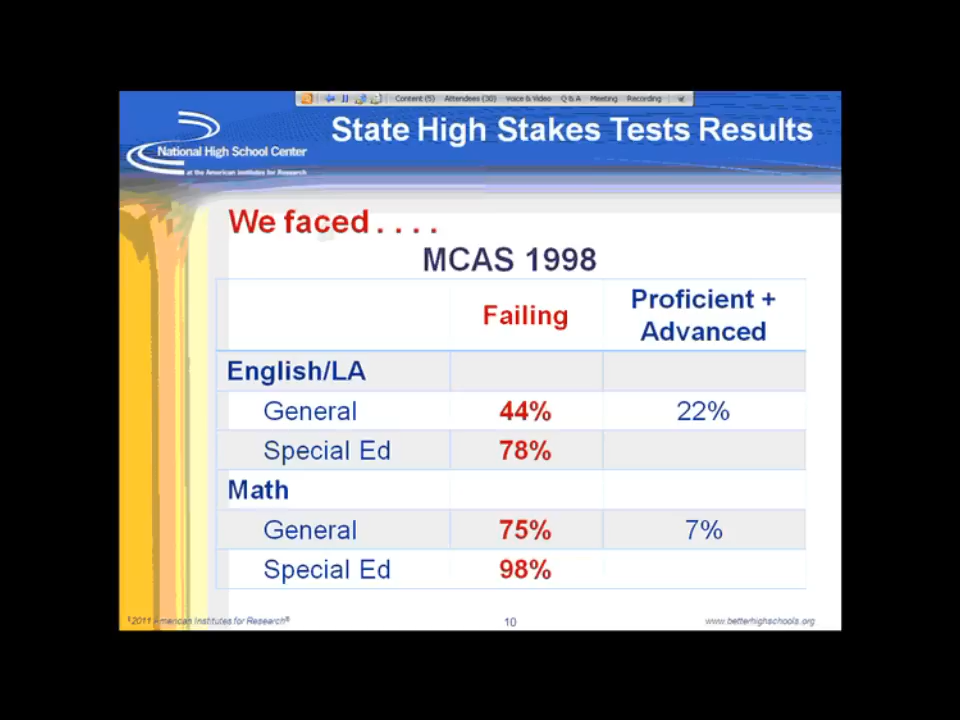 Content (5) Attendees (30) Voice & Video Q & A Meeting Recording
State High Stakes Tests Results
National High School Center
at the American Institutes for Research
We faced . . . .
MCAS 1998
Failing Proficient + Advanced
English/LA
General 44% 22%
Special Ed 78%
Math
General 75% 7%
Special Ed 98%
2011 American Institutes for Research® 10 www.betterhighschools.org